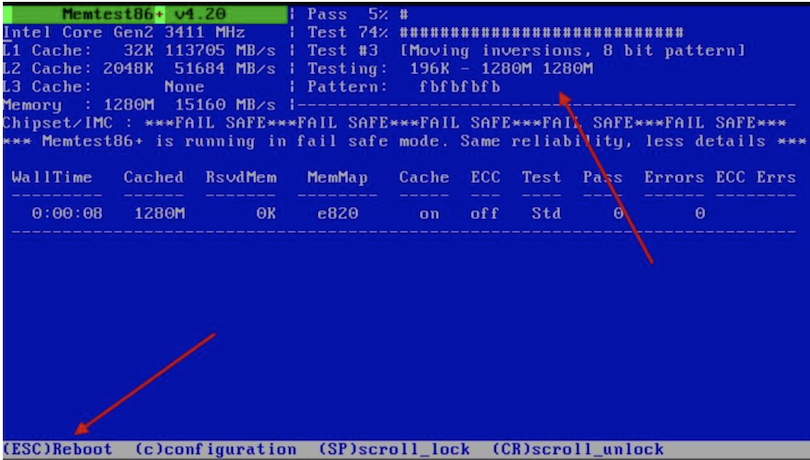 Memtest86+ v4.20 | Pass 5% #
Intel Core Gen2 3411 MHz | Test 74% ############################
L1 Cache: 32K 113705 MB/s | Test #3 [Moving inversions, 8 bit pattern]
L2 Cache: 2048K 51684 MB/s | Testing: 196K - 1280M 1280M
L3 Cache: None | Pattern: fbfbfbfb
Memory : 1280M 15160 MB/s |-------------------------------------------------
Chipset/IMC : ***FAIL SAFE***FAIL SAFE***FAIL SAFE***FAIL SAFE***FAIL SAFE***
*** Memtest86+ is running in fail safe mode. Same reliability, less details ***
WallTime Cached RsvdMem MemMap Cache ECC Test Pass Errors ECC Errs
--------- ------ ------- -------- ----- --- ---- ---- ------ --------
0:00:08 1280M 0K e820 on off Std 0 0
-----------------------------------------------------------------------------
(ESC)Reboot (c)configuration (SP)scroll_lock (CR)scroll_unlock